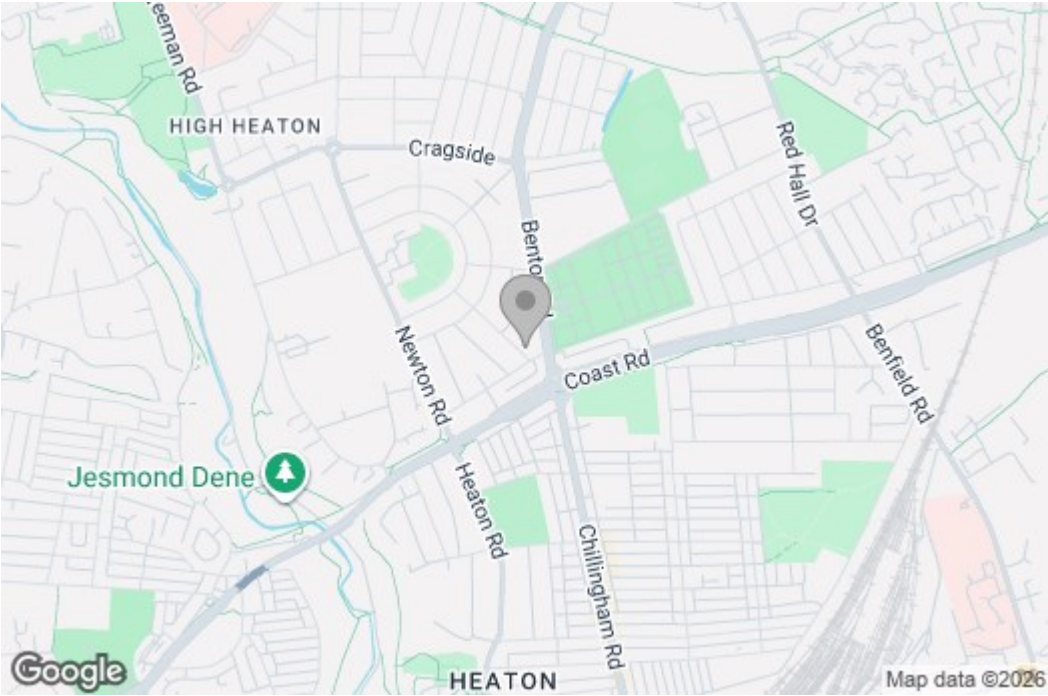 reeman Rd
HIGH HEATON
Cragside
Red Hall Dr
Bento
Newton Rd
Coast Rd
Benfield Rd
Jesmond Dene
Heaton Rd
Chillingham Rd
HEATON
Google
Map data ©2026